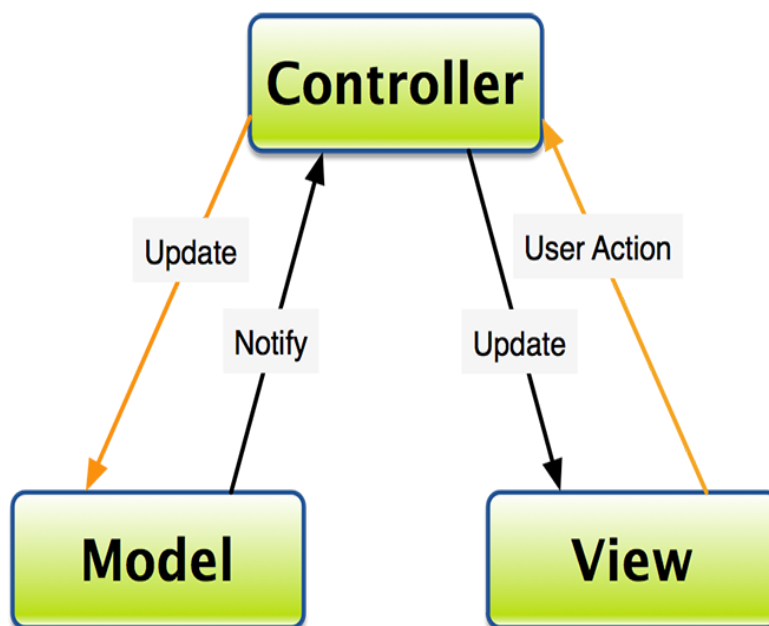 Controller
Update
User Action
Notify
Update
Model
View